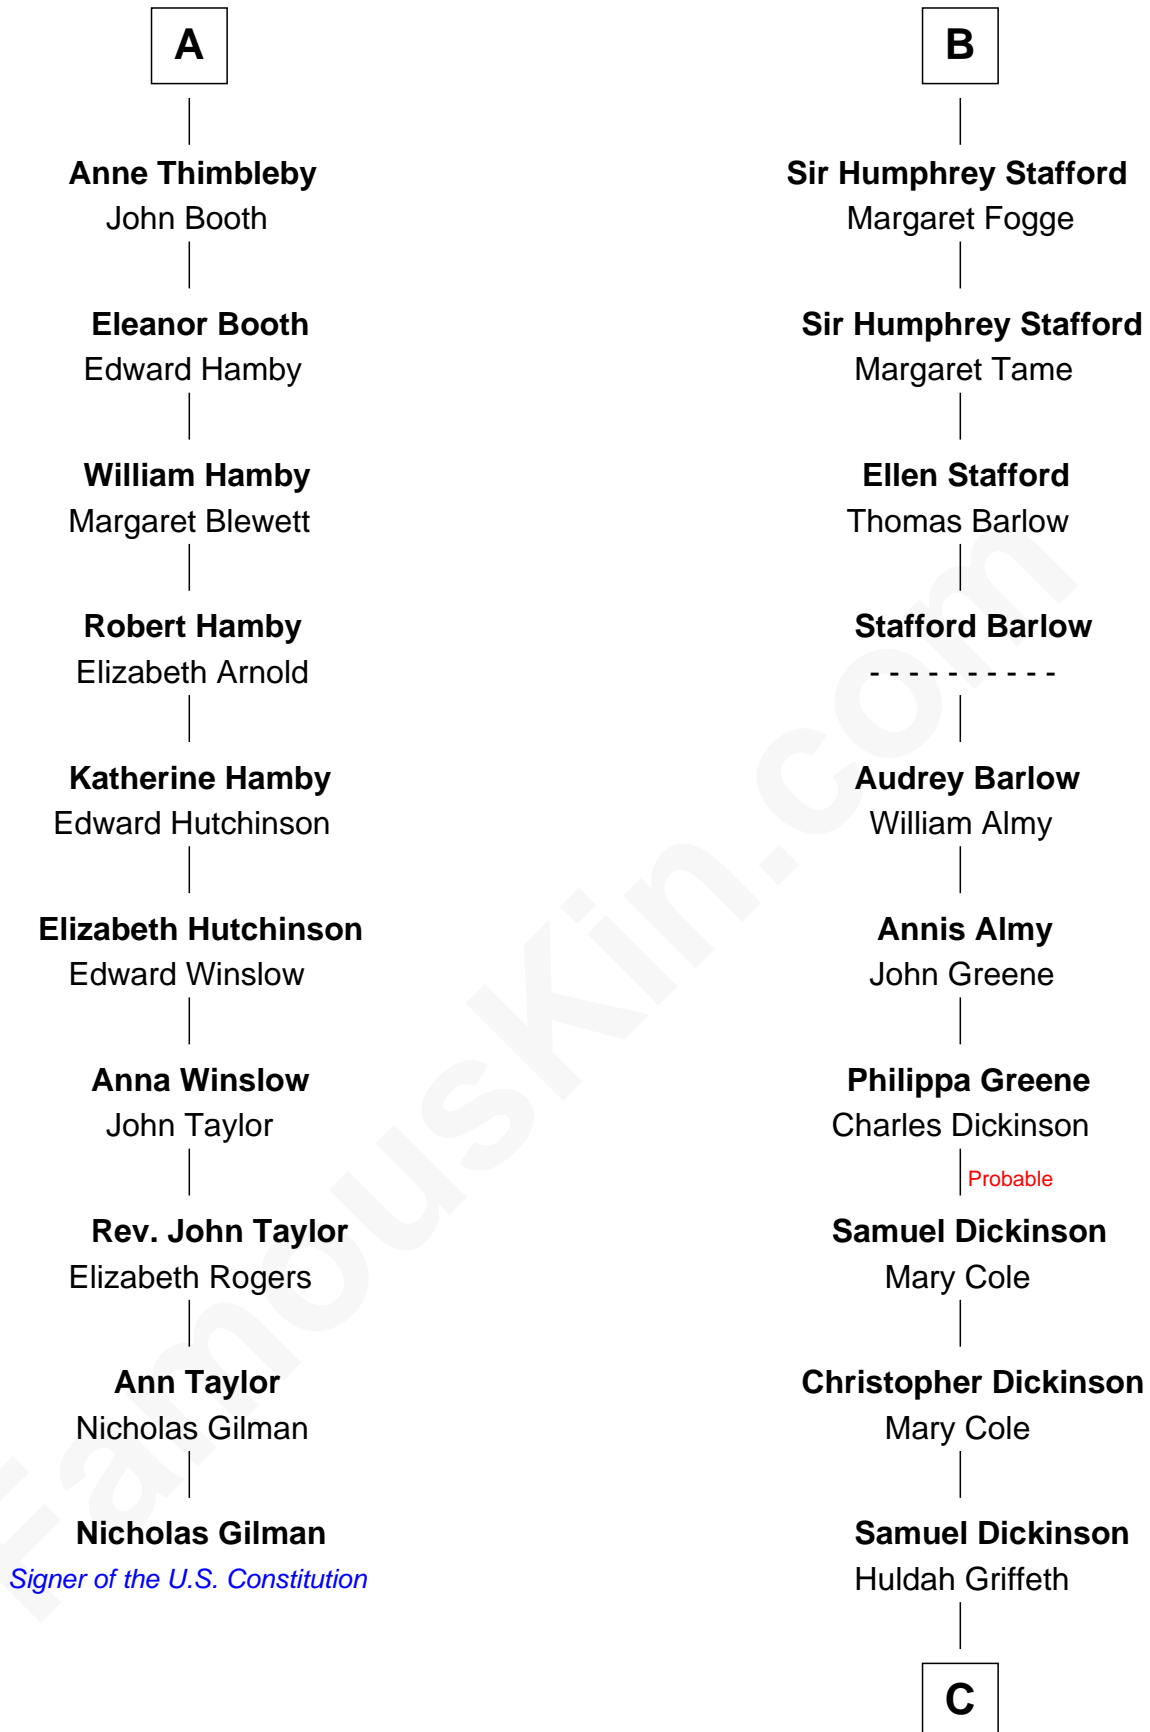 A
Anne Thimbleby
John Booth
Eleanor Booth
Edward Hamby
William Hamby
Margaret Blewett
Robert Hamby
Elizabeth Arnold
Katherine Hamby
Edward Hutchinson
Elizabeth Hutchinson
Edward Winslow
Anna Winslow
John Taylor
Rev. John Taylor
Elizabeth Rogers
Ann Taylor
Nicholas Gilman
Nicholas Gilman
Signer of the U.S. Constitution
B
Sir Humphrey Stafford
Margaret Fogge
Sir Humphrey Stafford
Margaret Tame
Ellen Stafford
Thomas Barlow
Stafford Barlow
- - - - - - - - - -
Audrey Barlow
William Almy
Annis Almy
John Greene
Philippa Greene
Charles Dickinson
Probable
Samuel Dickinson
Mary Cole
Christopher Dickinson
Mary Cole
Samuel Dickinson
Huldah Griffeth
C
FamousKin.com